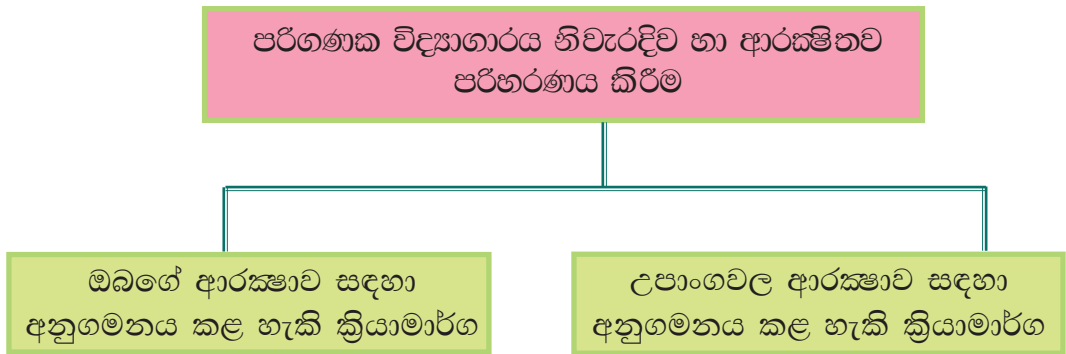 පරිගණක විද්‍යාගාරය නිවැරදිව හා ආරක්‍ෂිතව
පරිහරණය කිරීම
ඔබගේ ආරක්‍ෂාව සඳහා
අනුගමනය කළ හැකි ක්‍රියාමාර්ග
උපාංගවල ආරක්‍ෂාව සඳහා
අනුගමනය කළ හැකි ක්‍රියාමාර්ග